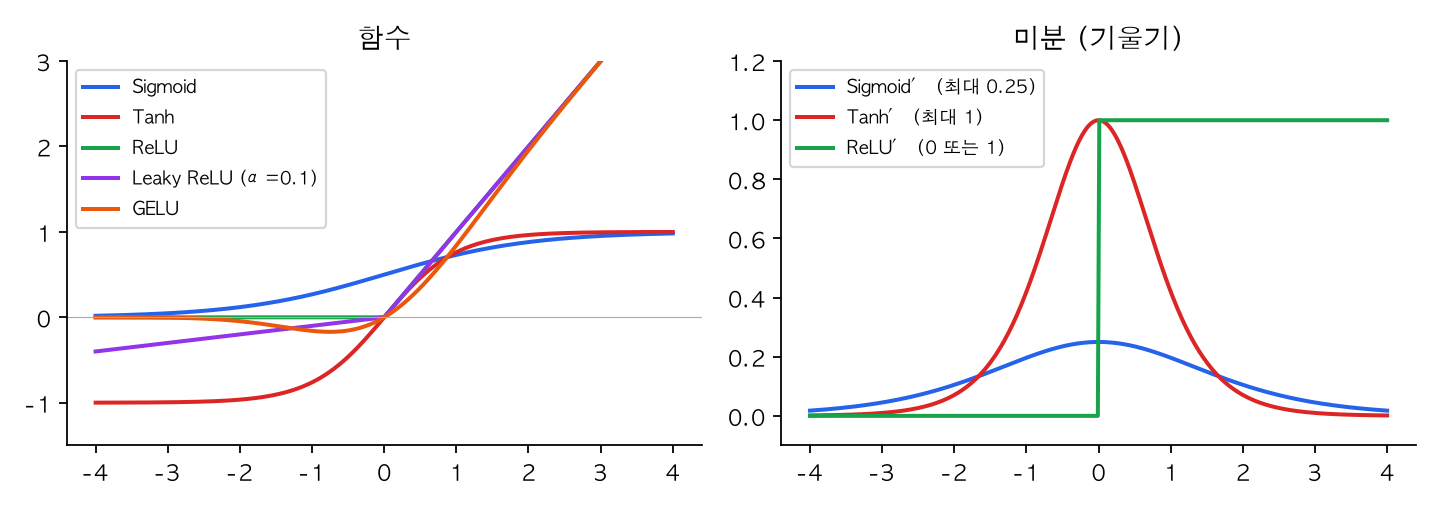 함수
3
2
1
0
-1
Sigmoid
Tanh
ReLU
Leaky ReLU (α =0.1)
GELU
-4 -3 -2 -1 0 1 2 3 4
미분 (기울기)
1.2
1.0
0.8
0.6
0.4
0.2
0.0
Sigmoid′ (최대 0.25)
Tanh′ (최대 1)
ReLU′ (0 또는 1)
-4 -3 -2 -1 0 1 2 3 4